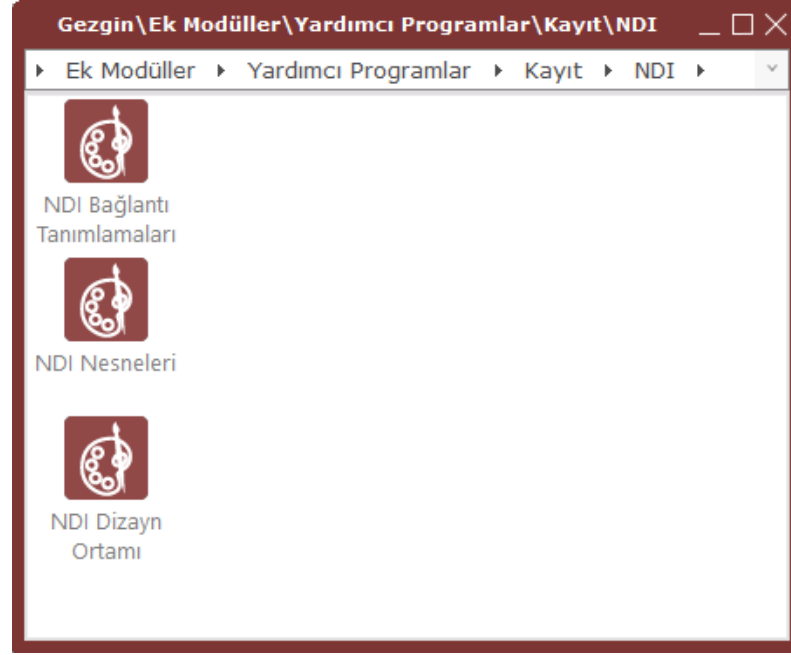 Gezgin\Ek Modüller\Yardımcı Programlar\Kayıt\NDI
Ek Modüller Yardımcı Programlar Kayıt NDI
NDI Bağlantı
Tanımlamaları
NDI Nesneleri
NDI Dizayn
Ortamı